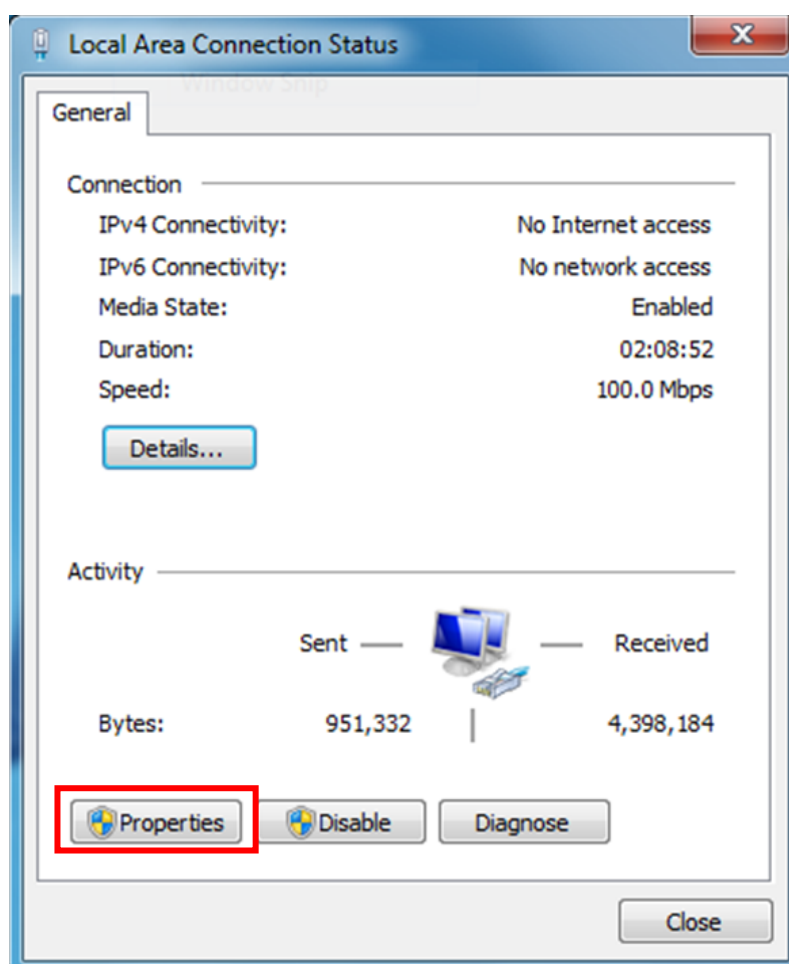 Local Area Connection Status
Window Snip
General
Connection
IPv4 Connectivity: No Internet access
IPv6 Connectivity: No network access
Media State: Enabled
Duration: 02:08:52
Speed: 100.0 Mbps
Details...
Activity
Sent Received
Bytes: 951,332 4,398,184
Properties Disable Diagnose
Close